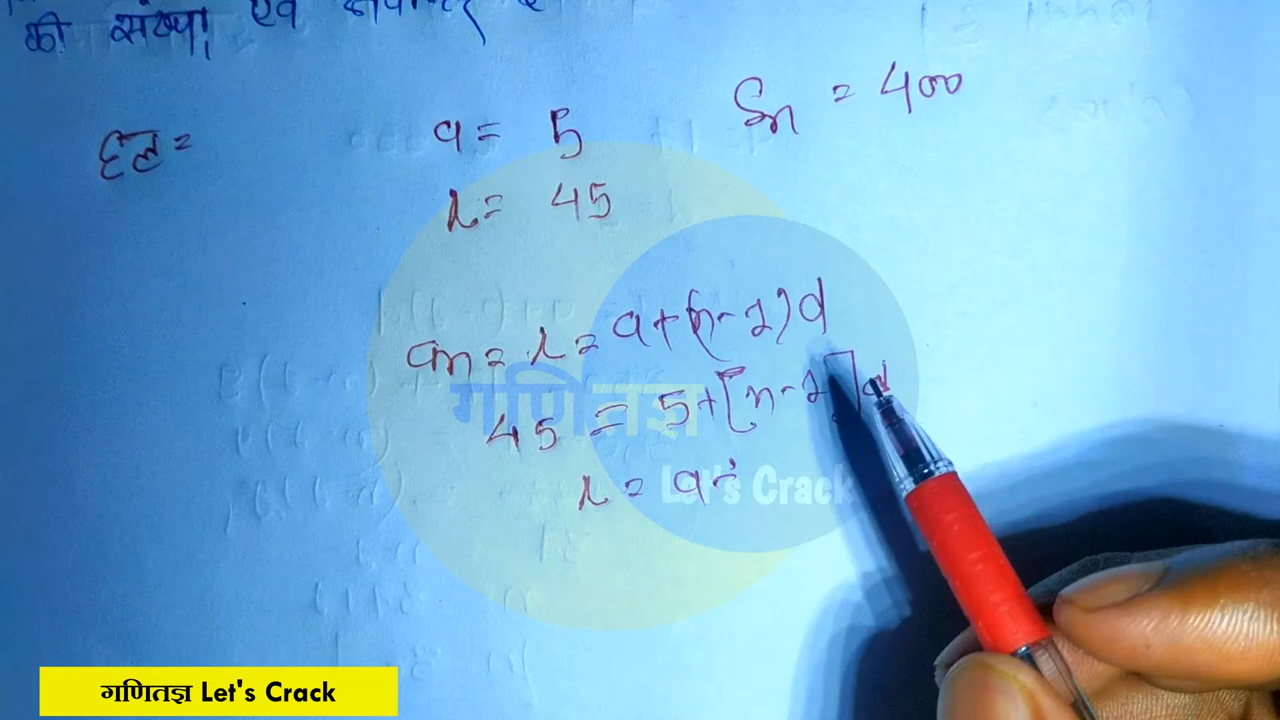 की संख्या एवं
हल = a = 5 Sn = 400
l = 45
an = l = a+(n-1)d
45 = 5+[n-1]d
l = a+
गणितज्ञ
Let's Crack
गणितज्ञ Let's Crack